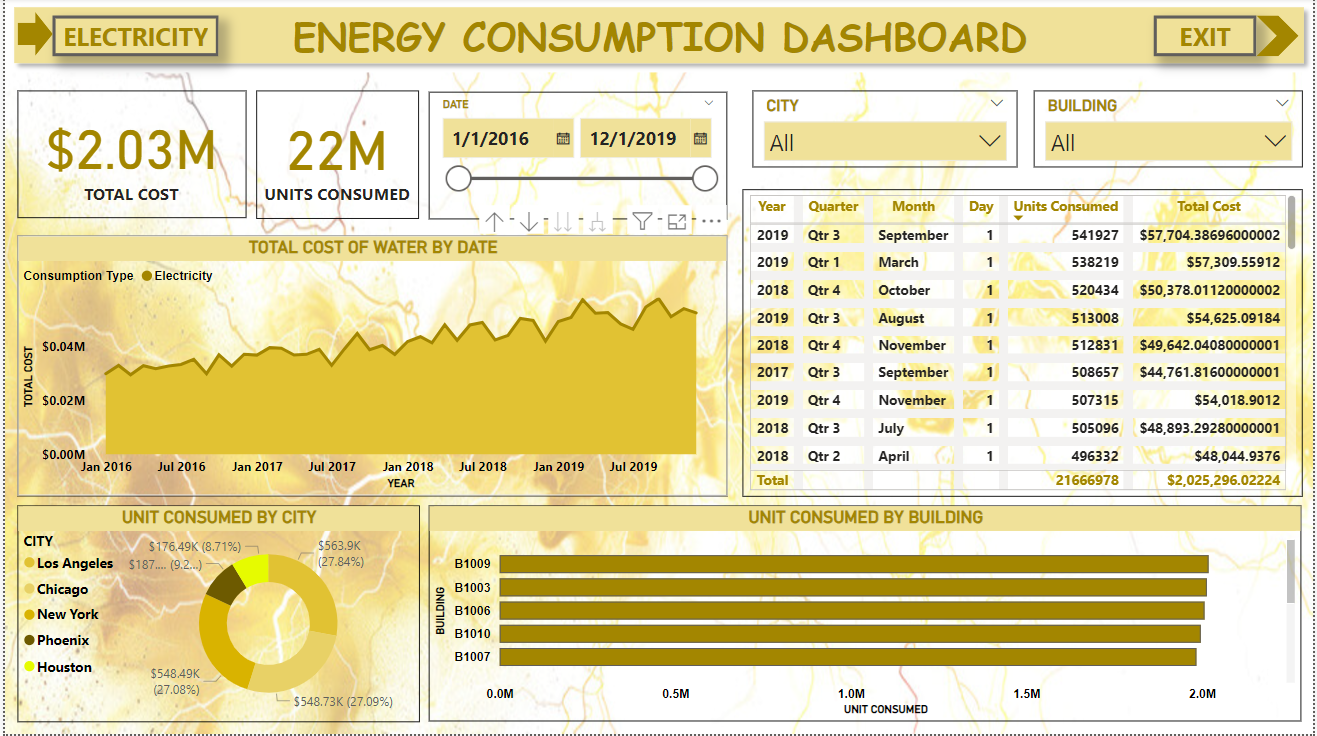 ELECTRICITY
ENERGY CONSUMPTION DASHBOARD
EXIT
$2.03M
TOTAL COST
22M
UNITS CONSUMED
DATE
1/1/2016
12/1/2019
CITY
All
BUILDING
All
TOTAL COST OF WATER BY DATE
Consumption Type Electricity
TOTAL COST
$0.04M
$0.02M
$0.00M
Jan 2016 Jul 2016 Jan 2017 Jul 2017 Jan 2018 Jul 2018 Jan 2019 Jul 2019
YEAR
Year Quarter Month Day Units Consumed Total Cost
2019 Qtr 3 September 1 541927 $57,704.38696000002
2019 Qtr 1 March 1 538219 $57,309.55912
2018 Qtr 4 October 1 520434 $50,378.01120000002
2019 Qtr 3 August 1 513008 $54,625.09184
2018 Qtr 4 November 1 512831 $49,642.04080000001
2017 Qtr 3 September 1 508657 $44,761.81600000001
2019 Qtr 4 November 1 507315 $54,018.9012
2018 Qtr 3 July 1 505096 $48,893.29280000001
2018 Qtr 2 April 1 496332 $48,044.9376
Total 21666978 $2,025,296.02224
UNIT CONSUMED BY CITY
CITY
Los Angeles
Chicago
New York
Phoenix
Houston
$176.49K (8.71%)
$187.... (9.2...)
$563.9K
(27.84%)
$548.49K
(27.08%)
$548.73K (27.09%)
UNIT CONSUMED BY BUILDING
BUILDING
B1009
B1003
B1006
B1010
B1007
0.0M 0.5M 1.0M 1.5M 2.0M
UNIT CONSUMED